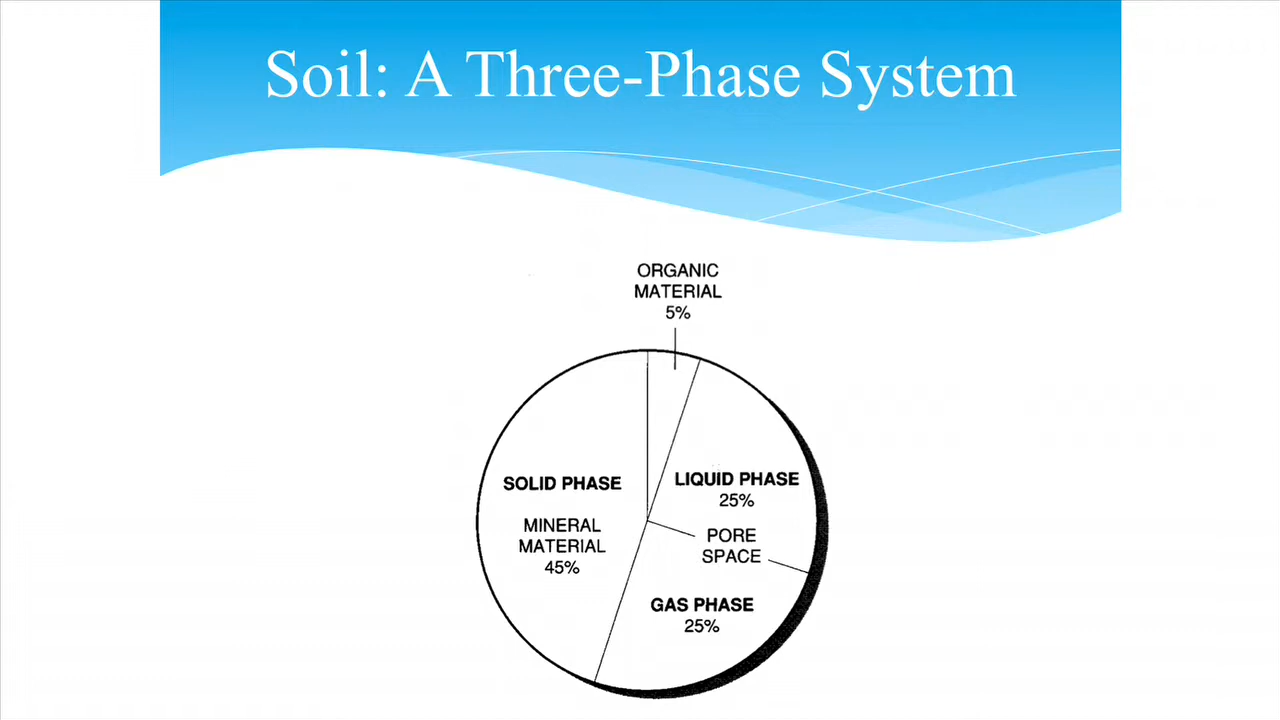 Soil: A Three-Phase System
ORGANIC
MATERIAL
5%
SOLID PHASE
MINERAL
MATERIAL
45%
LIQUID PHASE
25%
PORE
SPACE
GAS PHASE
25%